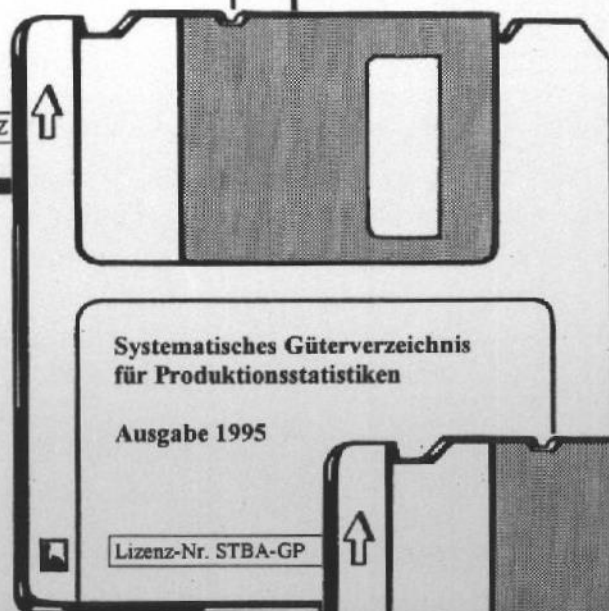 Z
Systematisches Güterverzeichnis
für Produktionsstatistiken
Ausgabe 1995
Lizenz-Nr. STBA-GP